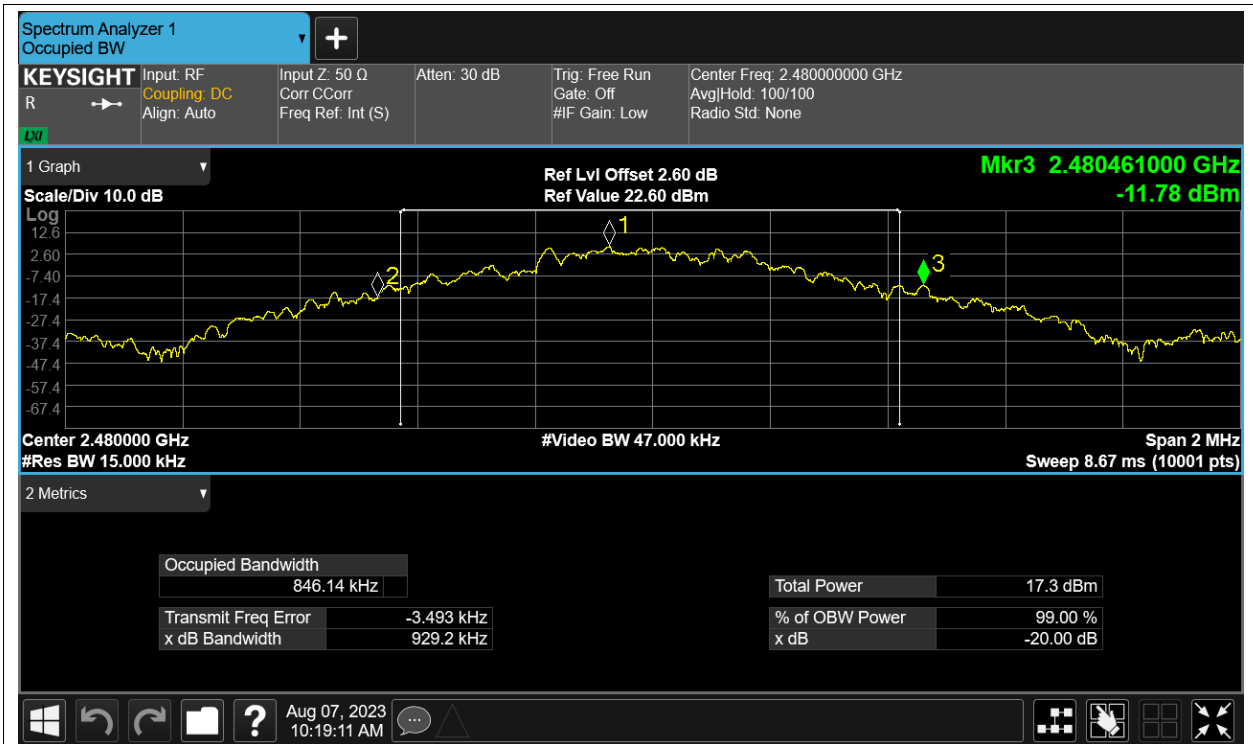 Spectrum Analyzer 1
Occupied BW
KEYSIGHT
R
LXI
Input: RF
Coupling: DC
Align: Auto
Input Z: 50 Ω
Corr CCorr
Freq Ref: Int (S)
Atten: 30 dB
Trig: Free Run
Gate: Off
#IF Gain: Low
Center Freq: 2.480000000 GHz
Avg|Hold: 100/100
Radio Std: None
1 Graph
Scale/Div 10.0 dB
Ref Lvl Offset 2.60 dB
Ref Value 22.60 dBm
Mkr3 2.480461000 GHz
-11.78 dBm
Log
12.6
2.60
-7.40
-17.4
-27.4
-37.4
-47.4
-57.4
-67.4
1
2
3
Center 2.480000 GHz
#Video BW 47.000 kHz
Span 2 MHz
#Res BW 15.000 kHz
Sweep 8.67 ms (10001 pts)
2 Metrics
Occupied Bandwidth
846.14 kHz
Total Power 17.3 dBm
Transmit Freq Error -3.493 kHz
% of OBW Power 99.00 %
x dB Bandwidth 929.2 kHz
x dB -20.00 dB
?
Aug 07, 2023
10:19:11 AM